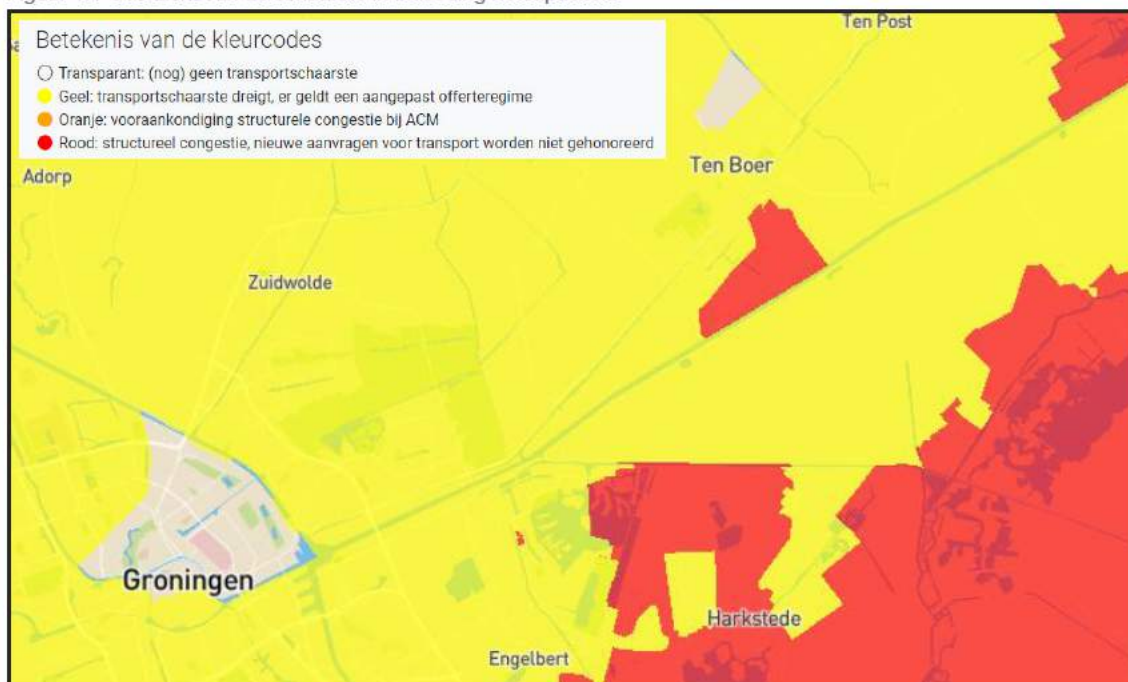 Betekenis van de kleurcodes
Transparant: (nog) geen transportschaarste
Geel: transportschaarste dreigt, er geldt een aangepast offerteregime
Oranje: vooraankondiging structurele congestie bij ACM
Rood: structureel congestie, nieuwe aanvragen voor transport worden niet gehonoreerd
Ten Post
Ten Boer
Adorp
Zuidwolde
Groningen
Harkstede
Engelbert